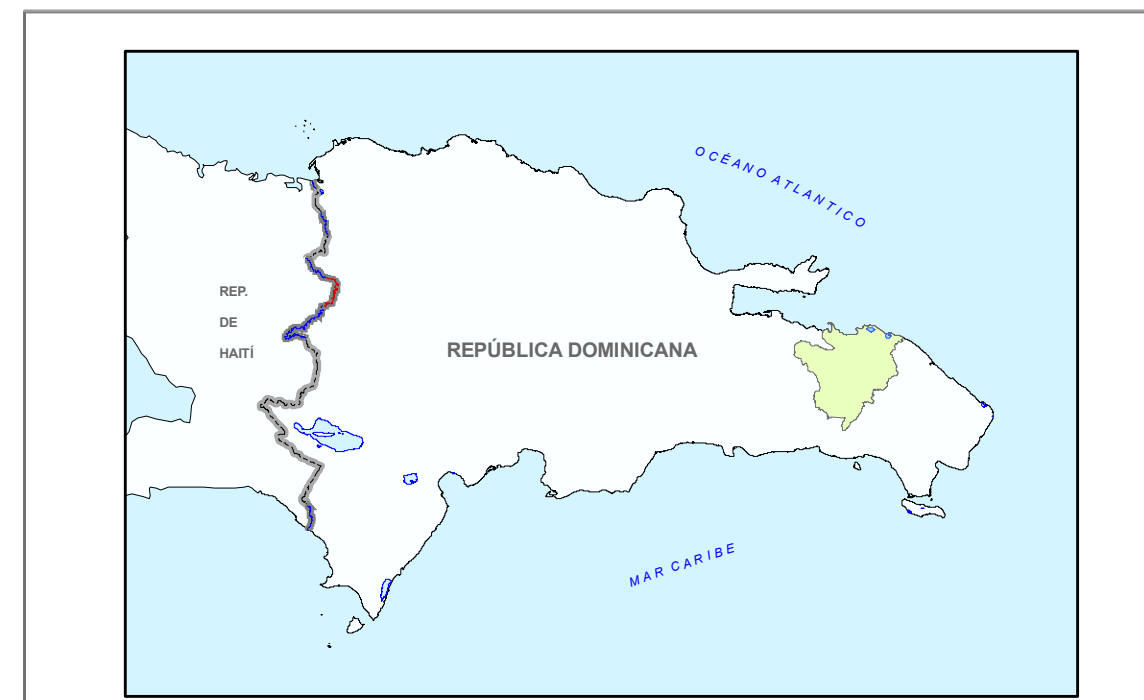 OCÉANO ATLANTICO
REP.
DE
HAITÍ
REPÚBLICA DOMINICANA
MAR CARIBE